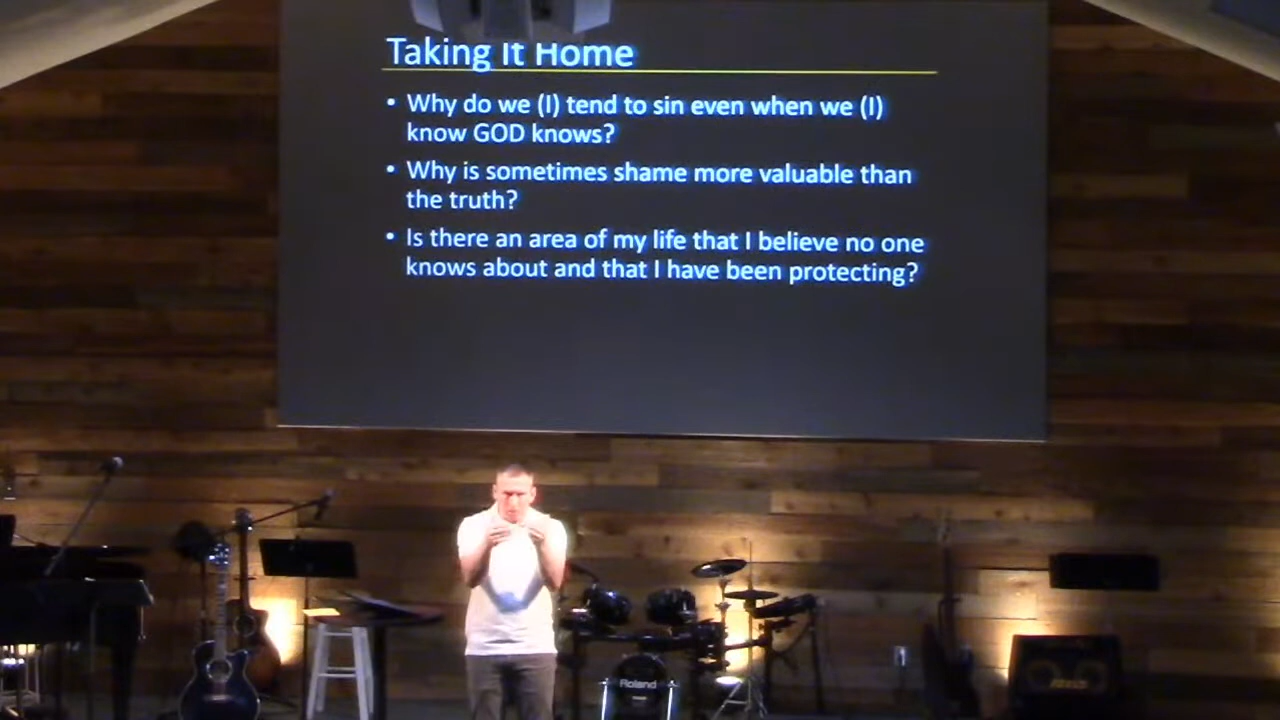 Taking It Home
• Why do we (I) tend to sin even when we (I)
know GOD knows?
• Why is sometimes shame more valuable than
the truth?
• Is there an area of my life that I believe no one
knows about and that I have been protecting?
Roland